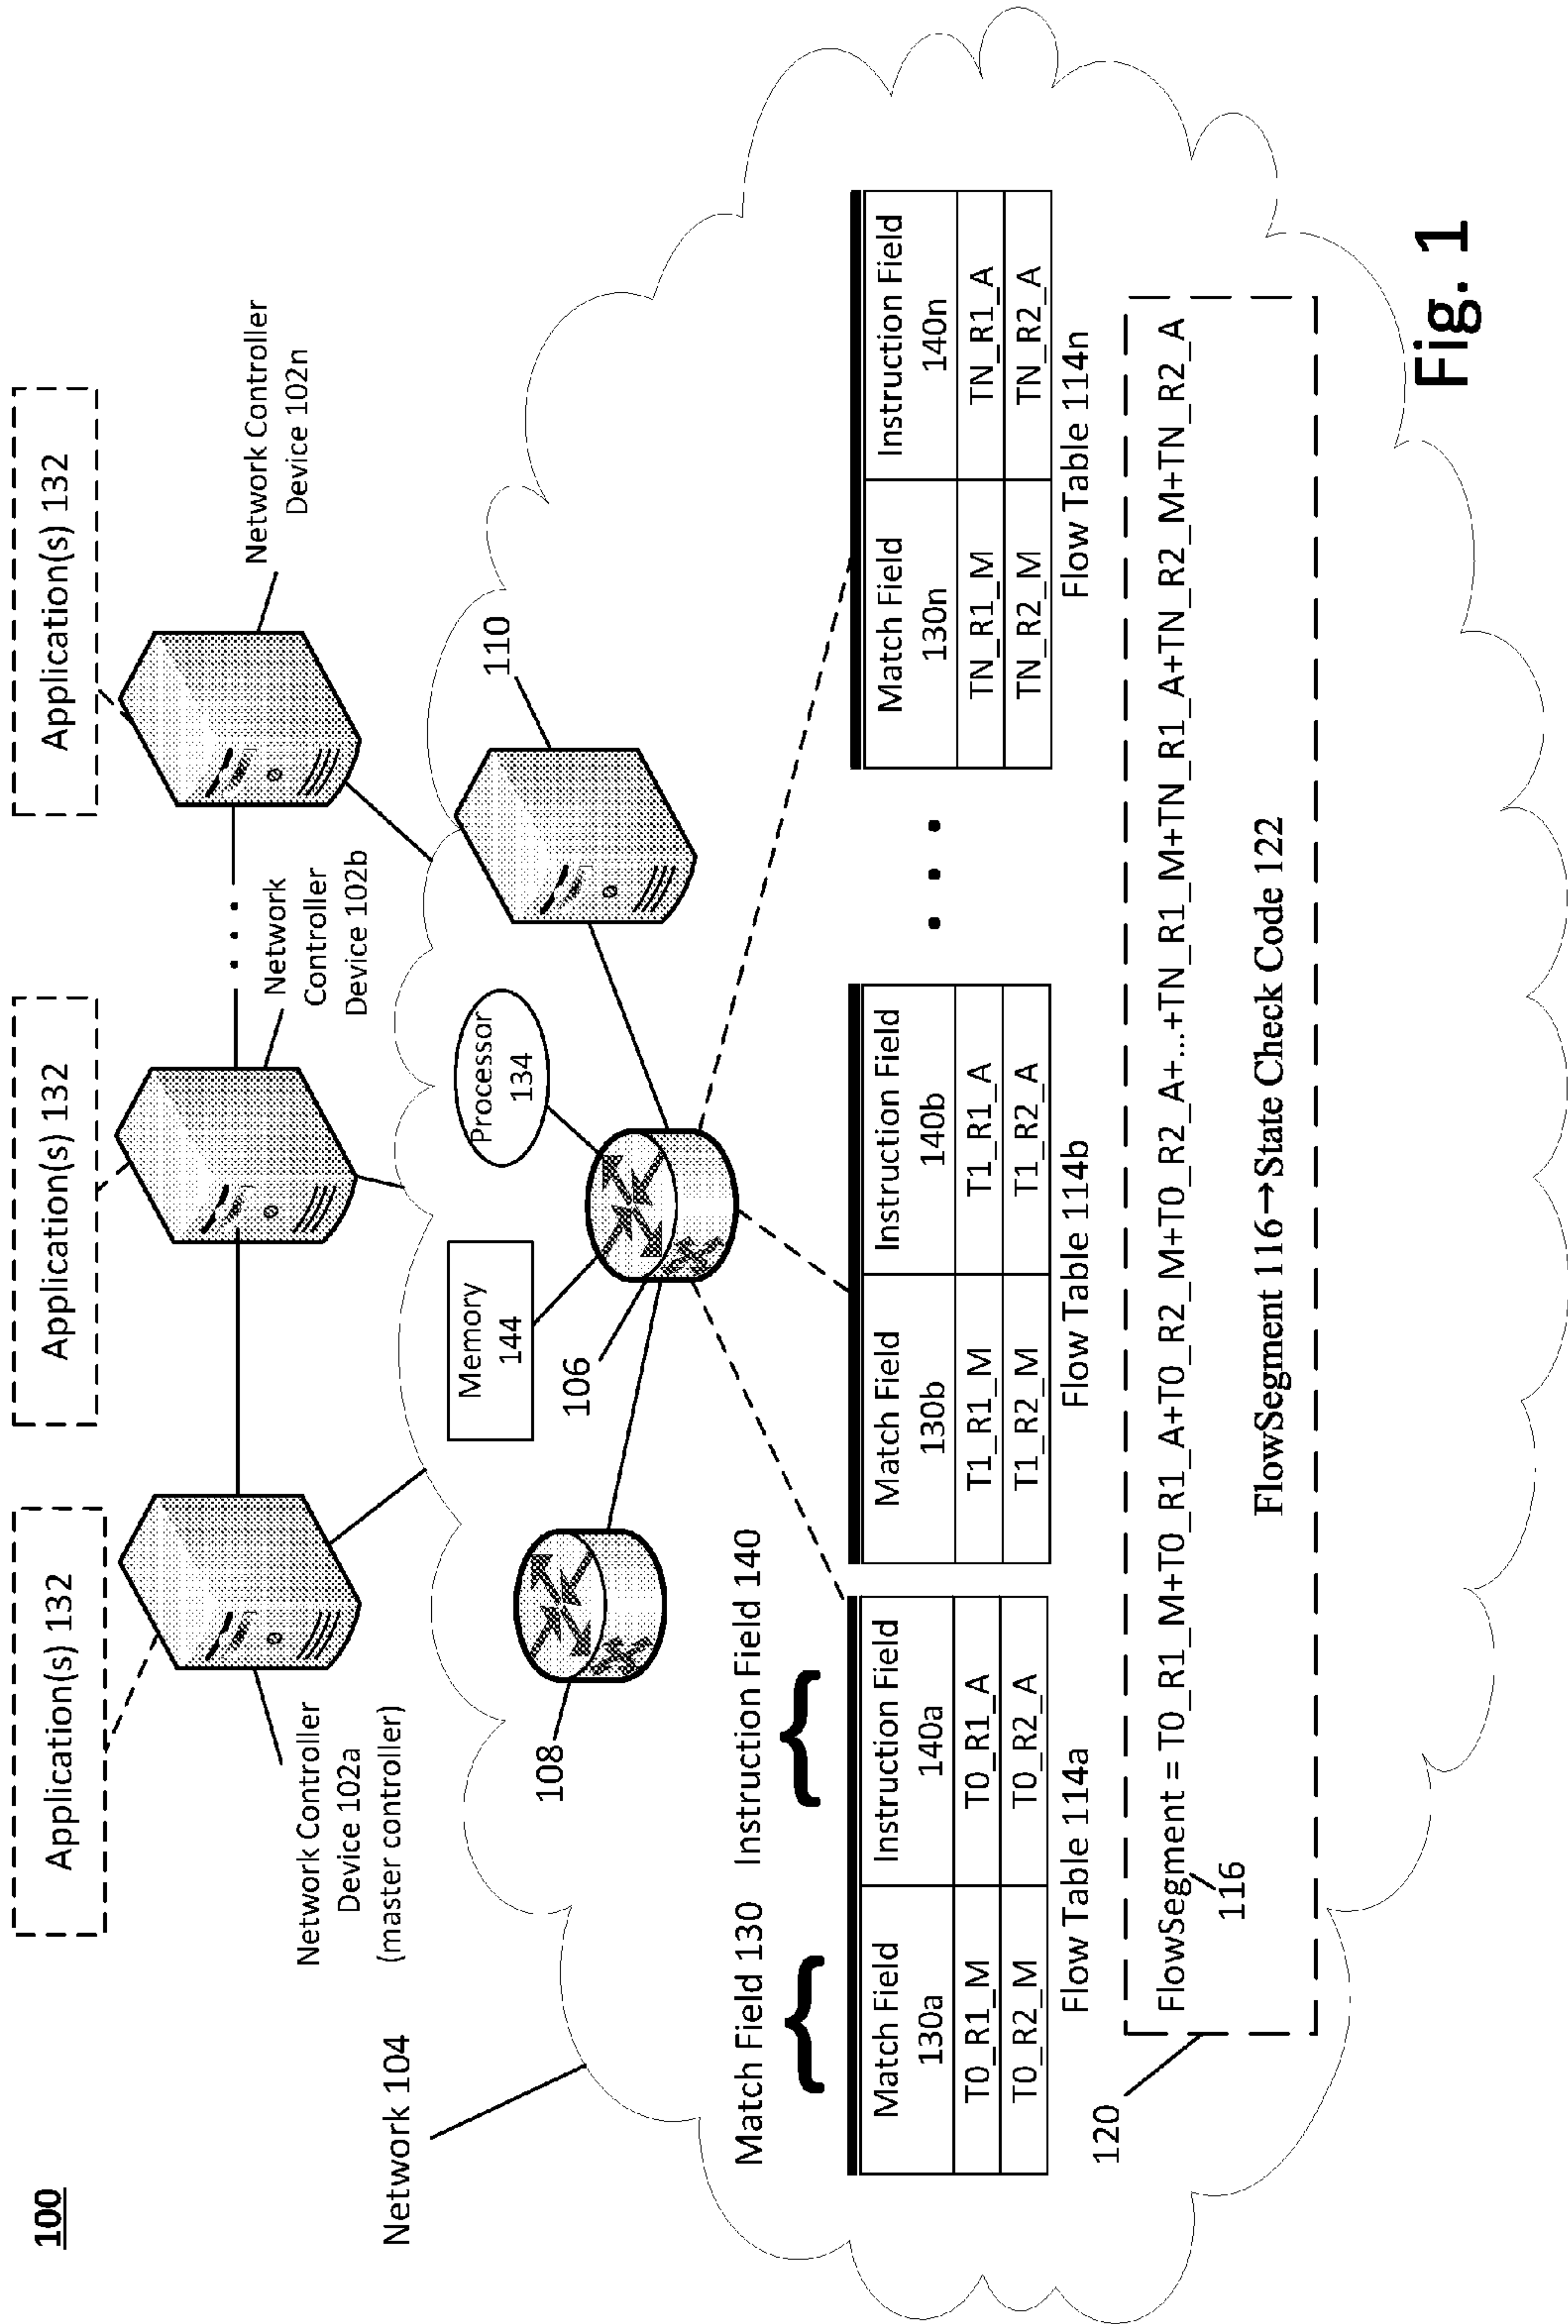 100
Application(s) 132
Application(s) 132
Application(s) 132
Network Controller
Device 102a
(master controller)
Network
Controller
Device 102b
Network Controller
Device 102n
Network 104
108
Memory
144
106
Processor
134
110
Match Field 130
Instruction Field 140
{
{
Match Field
130a
Instruction Field
140a
T0_R1_M
T0_R1_A
T0_R2_M
T0_R2_A
Flow Table 114a
Match Field
130b
Instruction Field
140b
T1_R1_M
T1_R1_A
T1_R2_M
T1_R2_A
Flow Table 114b
• • •
Match Field
130n
Instruction Field
140n
TN_R1_M
TN_R1_A
TN_R2_M
TN_R2_A
Flow Table 114n
120
FlowSegment = T0_R1_M+T0_R1_A+T0_R2_M+T0_R2_A+...+TN_R1_M+TN_R1_A+TN_R2_M+TN_R2_A
116
FlowSegment 116→State Check Code 122
Fig. 1